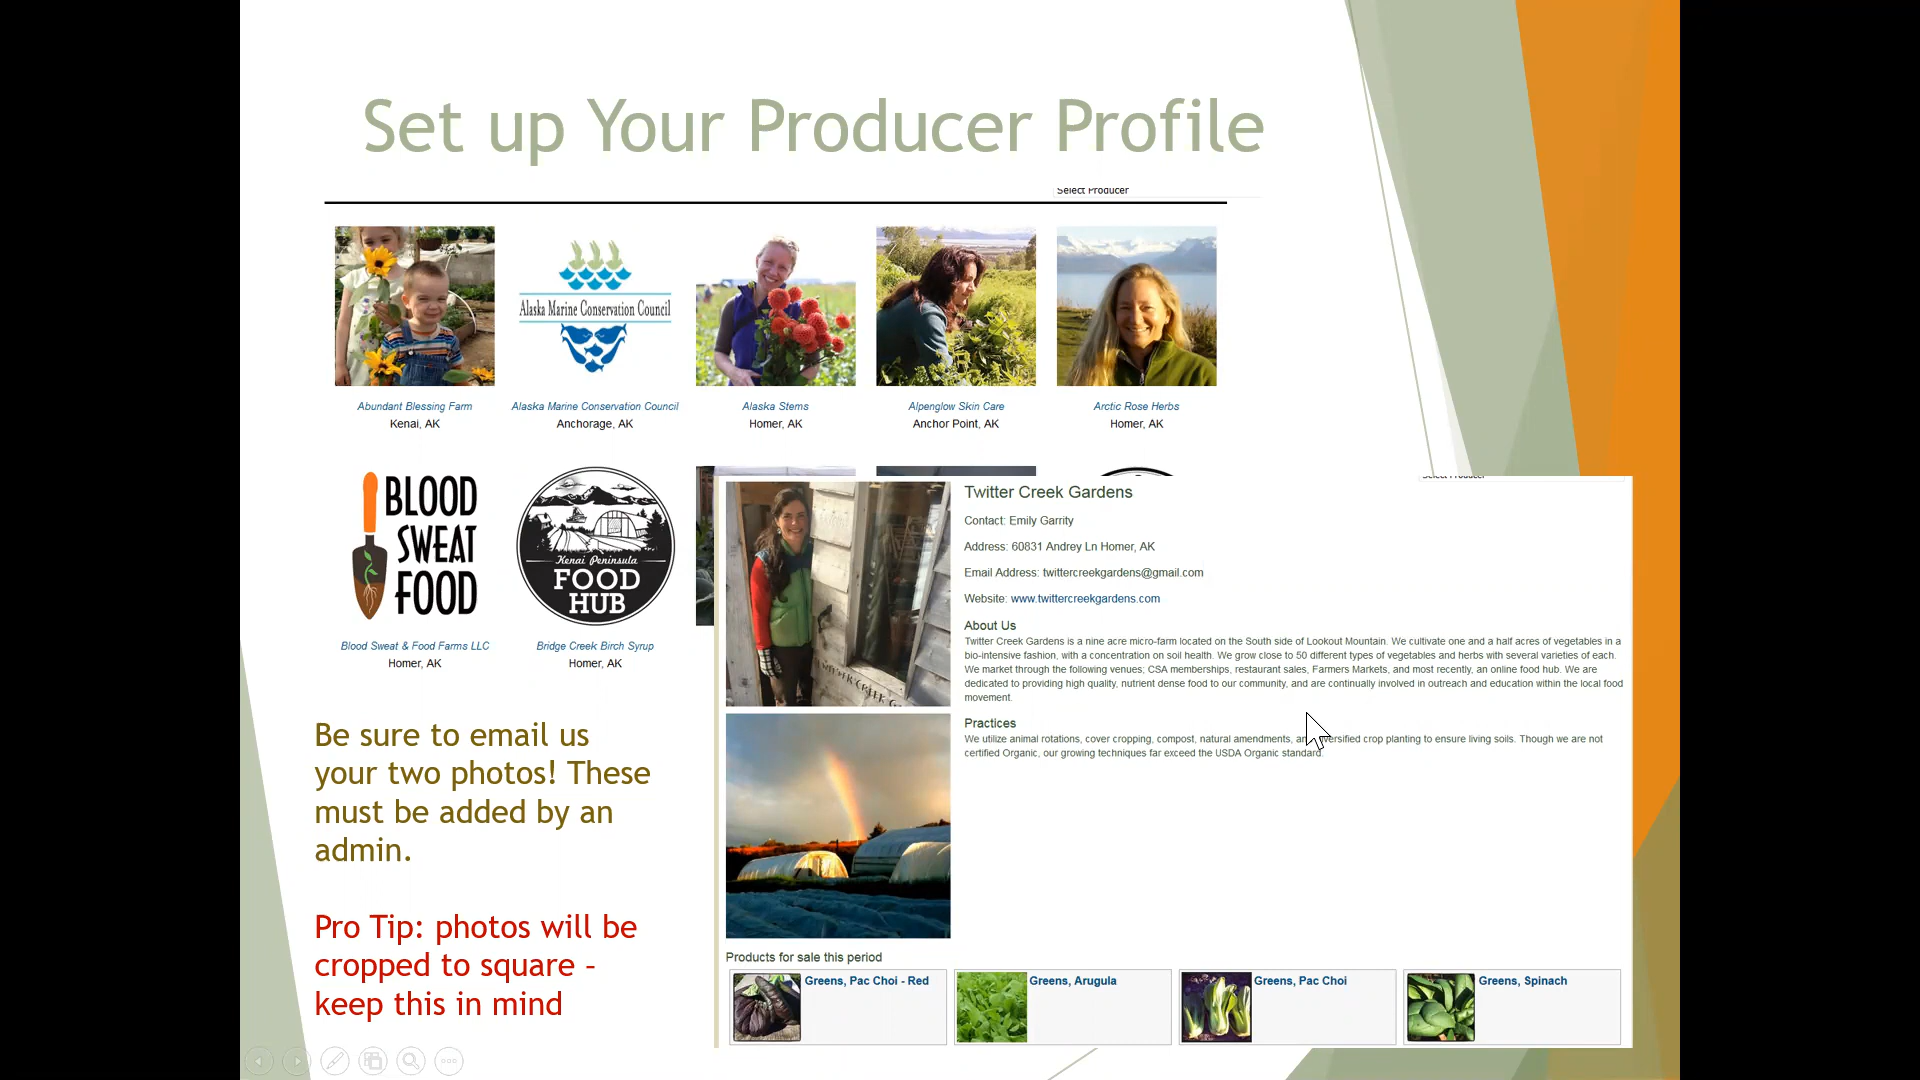 Set up Your Producer Profile
Select Producer
Alaska Marine Conservation Council
Abundant Blessing Farm
Kenai, AK
Alaska Marine Conservation Council
Anchorage, AK
Alaska Stems
Homer, AK
Alpenglow Skin Care
Anchor Point, AK
Arctic Rose Herbs
Homer, AK
BLOOD
SWEAT
FOOD
Kenai Peninsula
FOOD
HUB
Blood Sweat & Food Farms LLC
Homer, AK
Bridge Creek Birch Syrup
Homer, AK
Be sure to email us
your two photos! These
must be added by an
admin.
Pro Tip: photos will be
cropped to square –
keep this in mind
Select Producer
Twitter Creek Gardens
Contact: Emily Garrity
Address: 60831 Andrey Ln Homer, AK
Email Address: twittercreekgardens@gmail.com
Website: www.twittercreekgardens.com
About Us
Twitter Creek Gardens is a nine acre micro-farm located on the South side of Lookout Mountain. We cultivate one and a half acres of vegetables in a
bio-intensive fashion, with a concentration on soil health. We grow close to 50 different types of vegetables and herbs with several varieties of each.
We market through the following venues; CSA memberships, restaurant sales, Farmers Markets, and most recently, an online food hub. We are
dedicated to providing high quality, nutrient dense food to our community, and are continually involved in outreach and education within the local food
movement.
Practices
We utilize animal rotations, cover cropping, compost, natural amendments, and diversified crop planting to ensure living soils. Though we are not
certified Organic, our growing techniques far exceed the USDA Organic standard.
Products for sale this period
Greens, Pac Choi - Red
Greens, Arugula
Greens, Pac Choi
Greens, Spinach